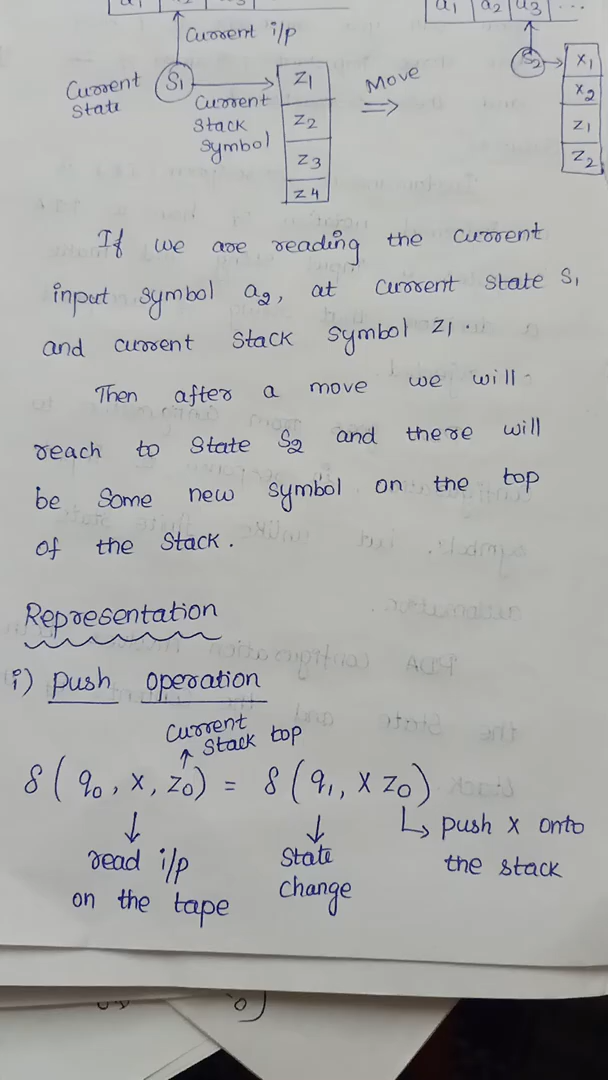 a1 a2 a3
a1 a2 a3 ...
Current i/p
Current State
S1
Current Stack Symbol
Z1
Z2
Z3
Z4
Move
⇒
S2
X1
X2
Z1
Z2
If we are reading the current
input symbol a2, at current state S1
and current stack symbol Z1.
Then after a move we will
reach to State S2 and there will
be Some new symbol on the top
of the Stack.
Representation
i) Push operation
Current Stack top
δ(q0, X, Z0) = δ(q1, X Z0)
read i/p on the tape
State change
push X onto the stack